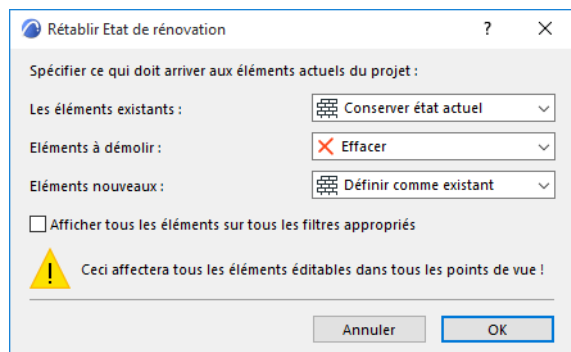 Rétablir Etat de rénovation
?
Spécifier ce qui doit arriver aux éléments actuels du projet :
Les éléments existants :
Conserver état actuel
Eléments à démolir :
Effacer
Eléments nouveaux :
Définir comme existant
Afficher tous les éléments sur tous les filtres appropriés
Ceci affectera tous les éléments éditables dans tous les points de vue !
Annuler
OK